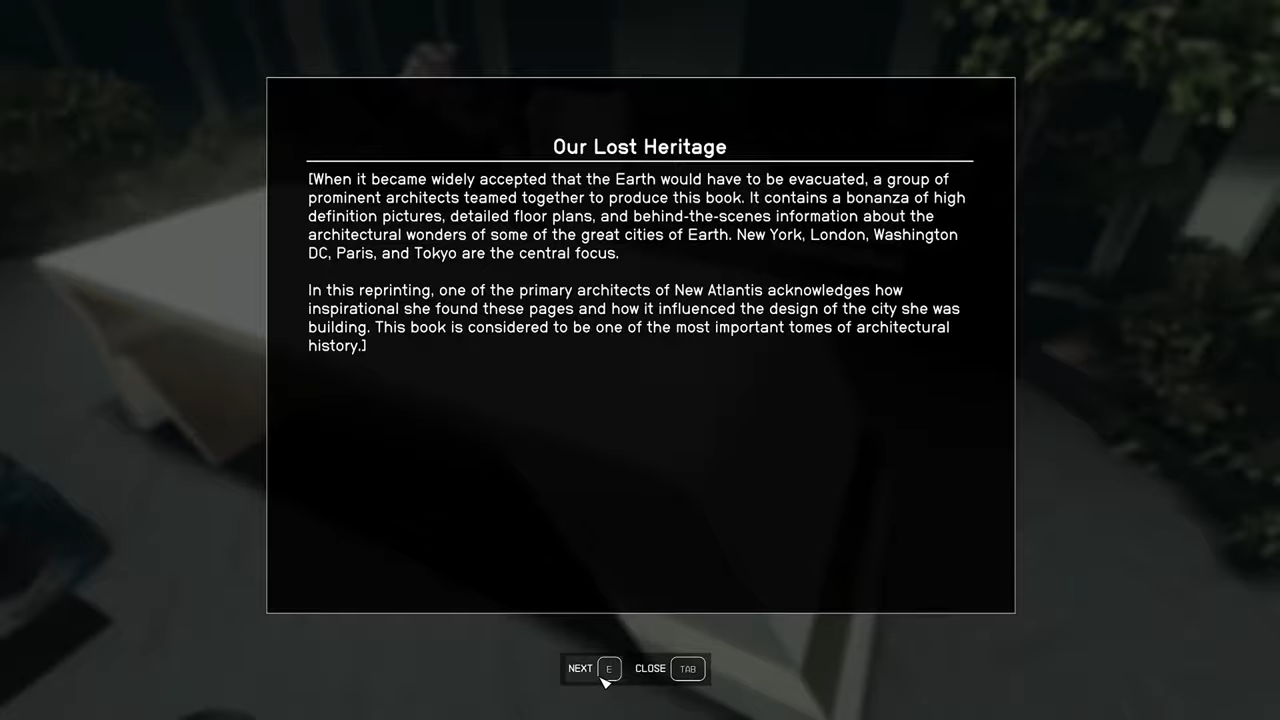 Our Lost Heritage
[When it became widely accepted that the Earth would have to be evacuated, a group of
prominent architects teamed together to produce this book. It contains a bonanza of high
definition pictures, detailed floor plans, and behind-the-scenes information about the
architectural wonders of some of the great cities of Earth. New York, London, Washington
DC, Paris, and Tokyo are the central focus.
In this reprinting, one of the primary architects of New Atlantis acknowledges how
inspirational she found these pages and how it influenced the design of the city she was
building. This book is considered to be one of the most important tomes of architectural
history.]
NEXT E CLOSE TAB